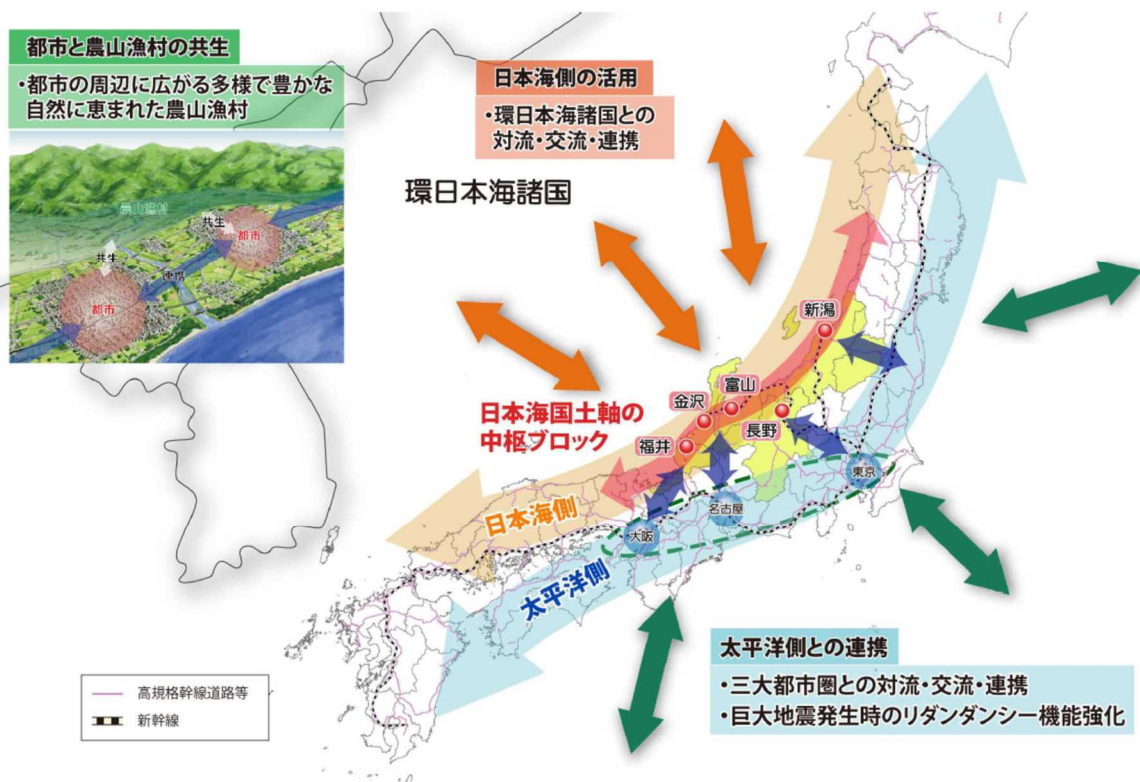 都市と農山漁村の共生
・都市の周辺に広がる多様で豊かな
自然に恵まれた農山漁村
農山漁村
共生
都市
共生
連携
都市
日本海側の活用
・環日本海諸国との
対流・交流・連携
環日本海諸国
新潟
富山
金沢
長野
福井
日本海国土軸の
中枢ブロック
東京
名古屋
大阪
日本海側
太平洋側
太平洋側との連携
・三大都市圏との対流・交流・連携
・巨大地震発生時のリダンダンシー機能強化
高規格幹線道路等
新幹線